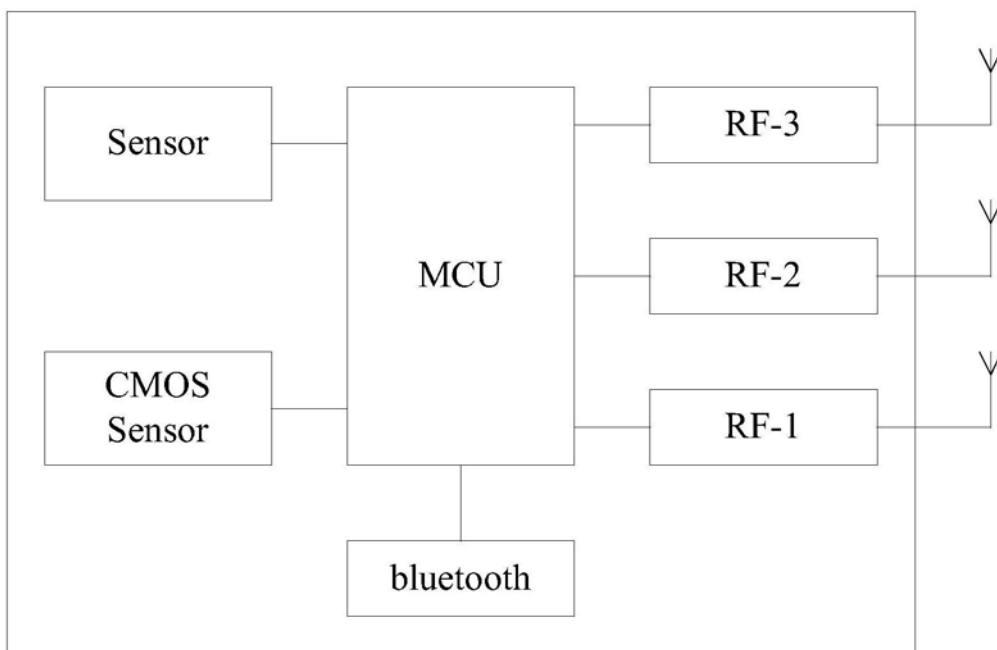 Sensor
MCU
RF-3
RF-2
CMOS
Sensor
RF-1
bluetooth